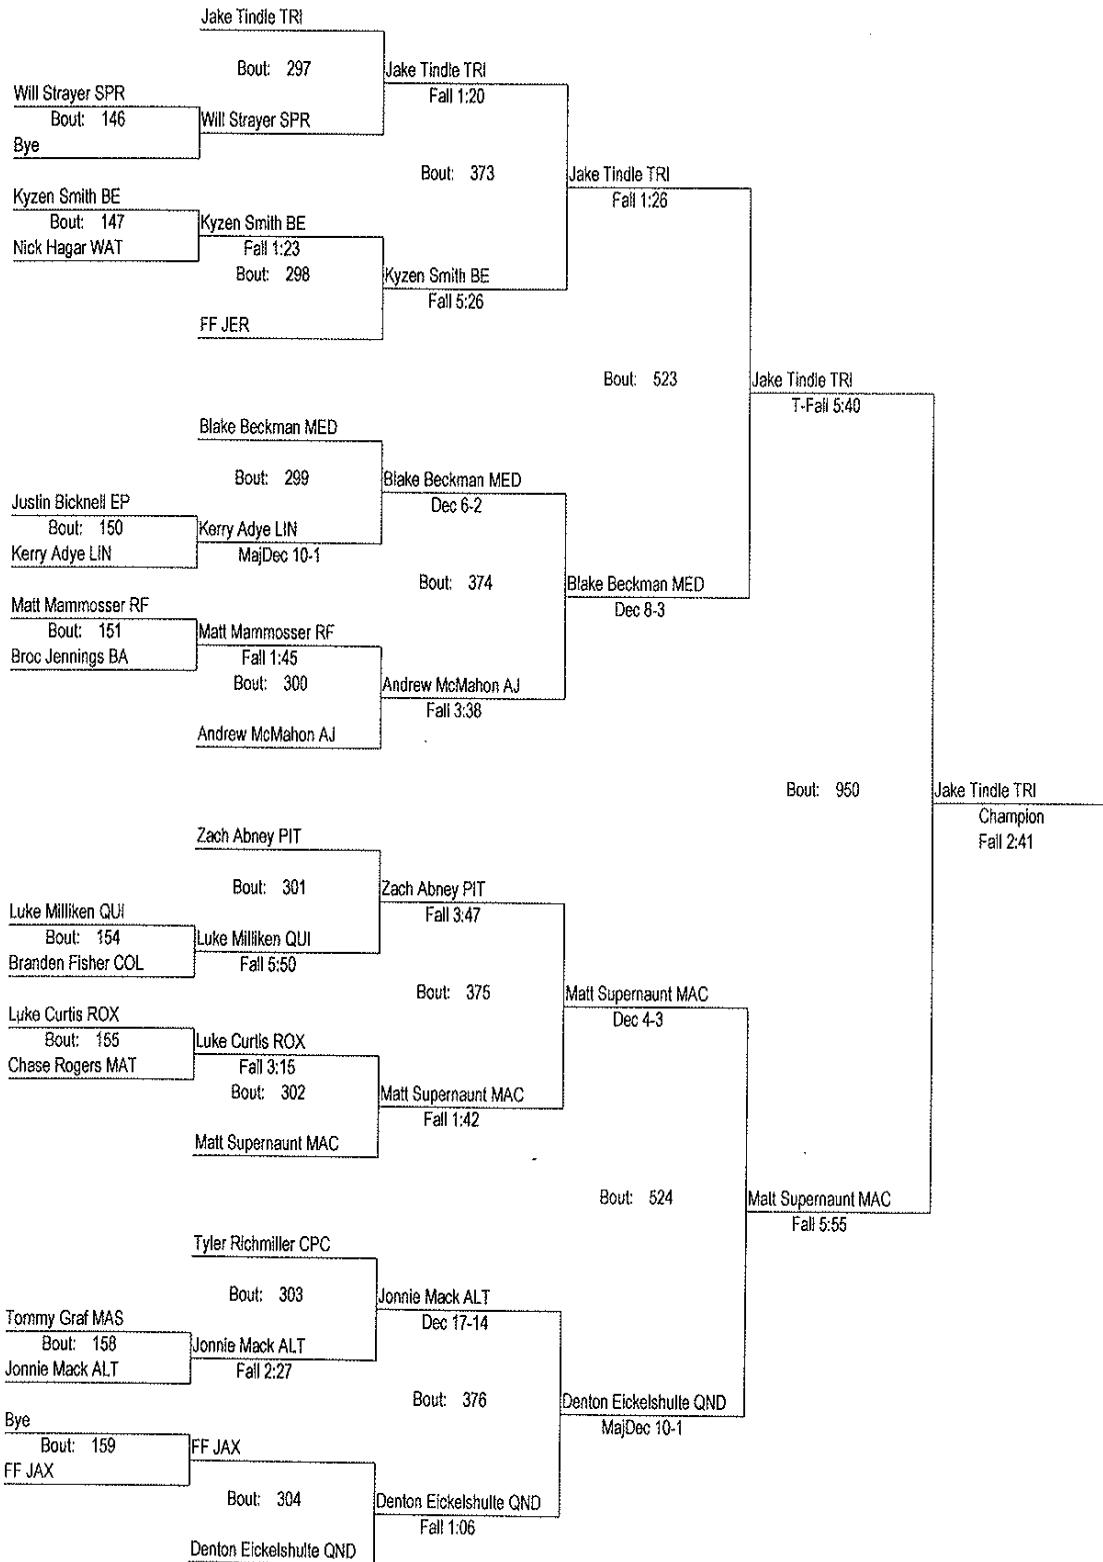 Jake Tindle TRI
Bout: 297
Jake Tindle TRI
Fall 1:20
Will Strayer SPR
Bout: 146
Will Strayer SPR
Bye
Bout: 373
Jake Tindle TRI
Fall 1:26
Kyzen Smith BE
Bout: 147
Kyzen Smith BE
Nick Hagar WAT
Fall 1:23
Bout: 298
Kyzen Smith BE
Fall 5:26
FF JER
Bout: 523
Jake Tindle TRI
T-Fall 5:40
Blake Beckman MED
Bout: 299
Blake Beckman MED
Dec 6-2
Justin Bicknell EP
Bout: 150
Kerry Adye LIN
Kerry Adye LIN
MajDec 10-1
Bout: 374
Blake Beckman MED
Dec 8-3
Matt Mammosser RF
Bout: 151
Matt Mammosser RF
Broc Jennings BA
Fall 1:45
Bout: 300
Andrew McMahon AJ
Fall 3:38
Andrew McMahon AJ
Bout: 950
Jake Tindle TRI
Champion
Fall 2:41
Zach Abney PIT
Bout: 301
Zach Abney PIT
Fall 3:47
Luke Milliken QUI
Bout: 154
Luke Milliken QUI
Branden Fisher COL
Fall 5:50
Bout: 375
Matt Supernaunt MAC
Dec 4-3
Luke Curtis ROX
Bout: 155
Luke Curtis ROX
Chase Rogers MAT
Fall 3:15
Bout: 302
Matt Supernaunt MAC
Fall 1:42
Matt Supernaunt MAC
Bout: 524
Matt Supernaunt MAC
Fall 5:55
Tyler Richmiller CPC
Bout: 303
Jonnie Mack ALT
Dec 17-14
Tommy Graf MAS
Bout: 158
Jonnie Mack ALT
Jonnie Mack ALT
Fall 2:27
Bout: 376
Denton Eickelshulte QND
MajDec 10-1
Bye
Bout: 159
FF JAX
FF JAX
Bout: 304
Denton Eickelshulte QND
Fall 1:06
Denton Eickelshulte QND